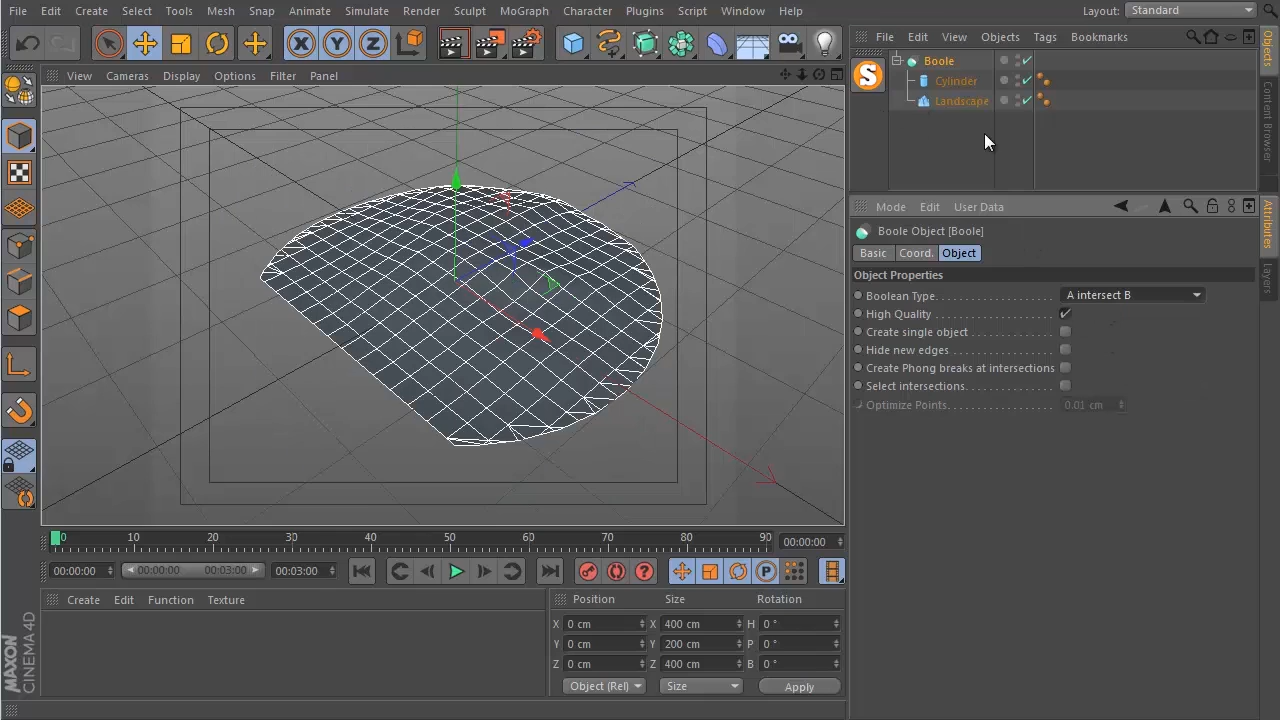 File Edit Create Select Tools Mesh Snap Animate Simulate Render Sculpt MoGraph Character Plugins Script Window Help
Layout: Standard
X Y Z
File Edit View Objects Tags Bookmarks
Boole
Cylinder
Landscape
Objects
Content Browser
View Cameras Display Options Filter Panel
Mode Edit User Data
Attributes
Layers
Boole Object [Boole]
Basic Coord. Object
Object Properties
Boolean Type A intersect B
High Quality
Create single object
Hide new edges
Create Phong breaks at intersections
Select intersections
Optimize Points 0.01 cm
0 10 20 30 40 50 60 70 80 90 00:00:00
00:00:00 00:00:00 00:03:00 00:03:00
P
Create Edit Function Texture
Position Size Rotation
X 0 cm X 400 cm H 0 °
Y 0 cm Y 200 cm P 0 °
Z 0 cm Z 400 cm B 0 °
Object (Rel) Size Apply
MAXON
CINEMA 4D